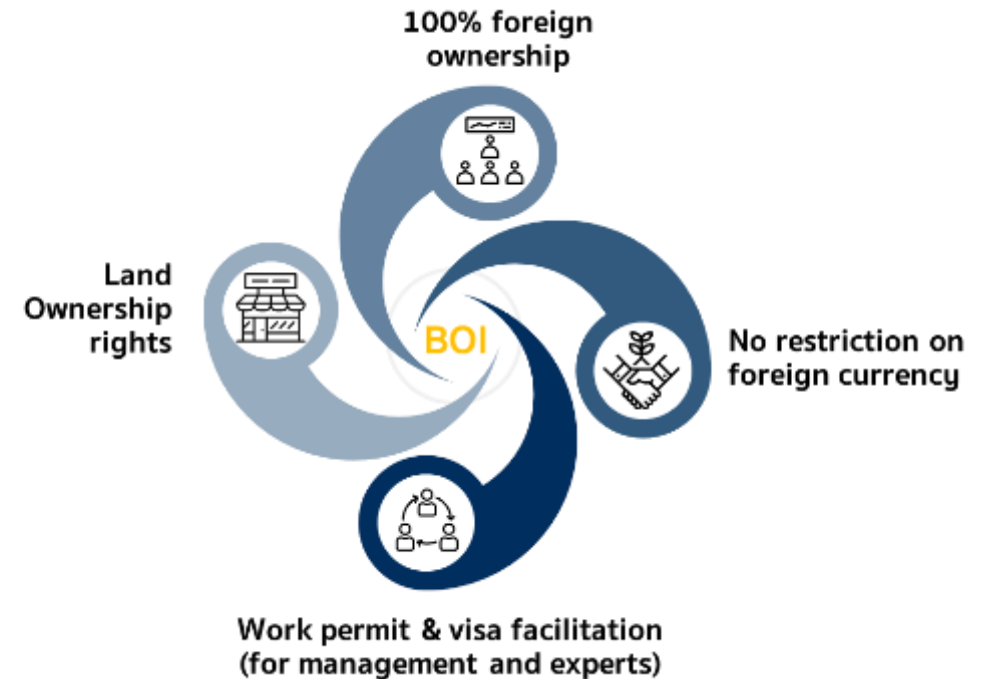 100% foreign
ownership
Land
Ownership
rights
BOI
No restriction on
foreign currency
Work permit & visa facilitation
(for management and experts)